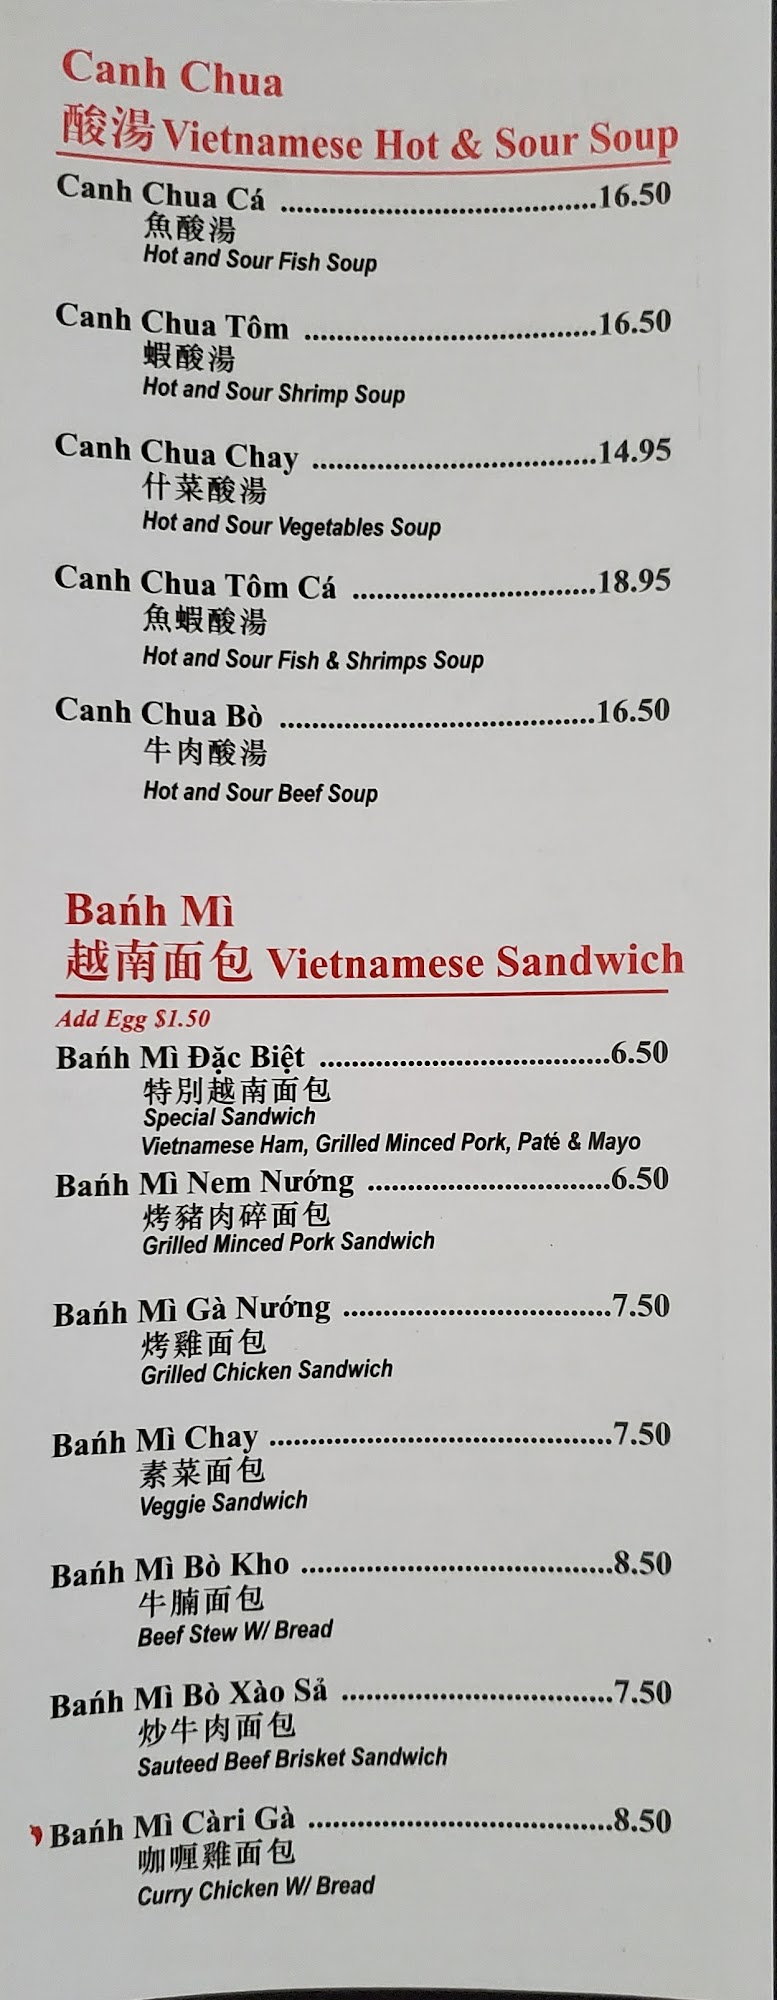 Canh Chua
酸湯 Vietnamese Hot & Sour Soup
Canh Chua Cá ........................................16.50
魚酸湯
Hot and Sour Fish Soup
Canh Chua Tôm .....................................16.50
蝦酸湯
Hot and Sour Shrimp Soup
Canh Chua Chay ....................................14.95
什菜酸湯
Hot and Sour Vegetables Soup
Canh Chua Tôm Cá ...............................18.95
魚蝦酸湯
Hot and Sour Fish & Shrimps Soup
Canh Chua Bò ........................................16.50
牛肉酸湯
Hot and Sour Beef Soup
Bańh Mì
越南面包 Vietnamese Sandwich
Add Egg $1.50
Bańh Mì Đặc Biệt .....................................6.50
特別越南面包
Special Sandwich
Vietnamese Ham, Grilled Minced Pork, Paté & Mayo
Bańh Mì Nem Nướng ...............................6.50
烤豬肉碎面包
Grilled Minced Pork Sandwich
Bańh Mì Gà Nướng ..................................7.50
烤雞面包
Grilled Chicken Sandwich
Bańh Mì Chay ...........................................7.50
素菜面包
Veggie Sandwich
Bańh Mì Bò Kho .......................................8.50
牛腩面包
Beef Stew W/ Bread
Bańh Mì Bò Xào Sả ..................................7.50
炒牛肉面包
Sauteed Beef Brisket Sandwich
Bańh Mì Càri Gà ......................................8.50
咖喱雞面包
Curry Chicken W/ Bread